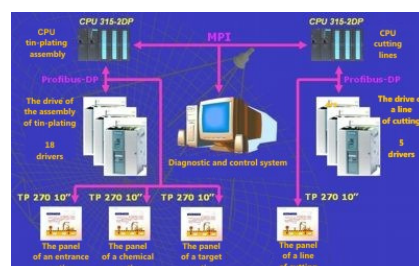 CPU 315-2DP
CPU 315-2DP
CPU
tin-plating
assembly
MPI
CPU
cutting
lines
Profibus-DP
Profibus-DP
The drive of
the assembly
of tin-plating
18
drivers
Diagnostic and control system
The drive of
a line
of cutting
5
drivers
TP 270 10"
TP 270 10"
TP 270 10"
TP 270 10"
The panel
of an entrance
The panel
of a chemical
The panel
of a target
The panel
of a line